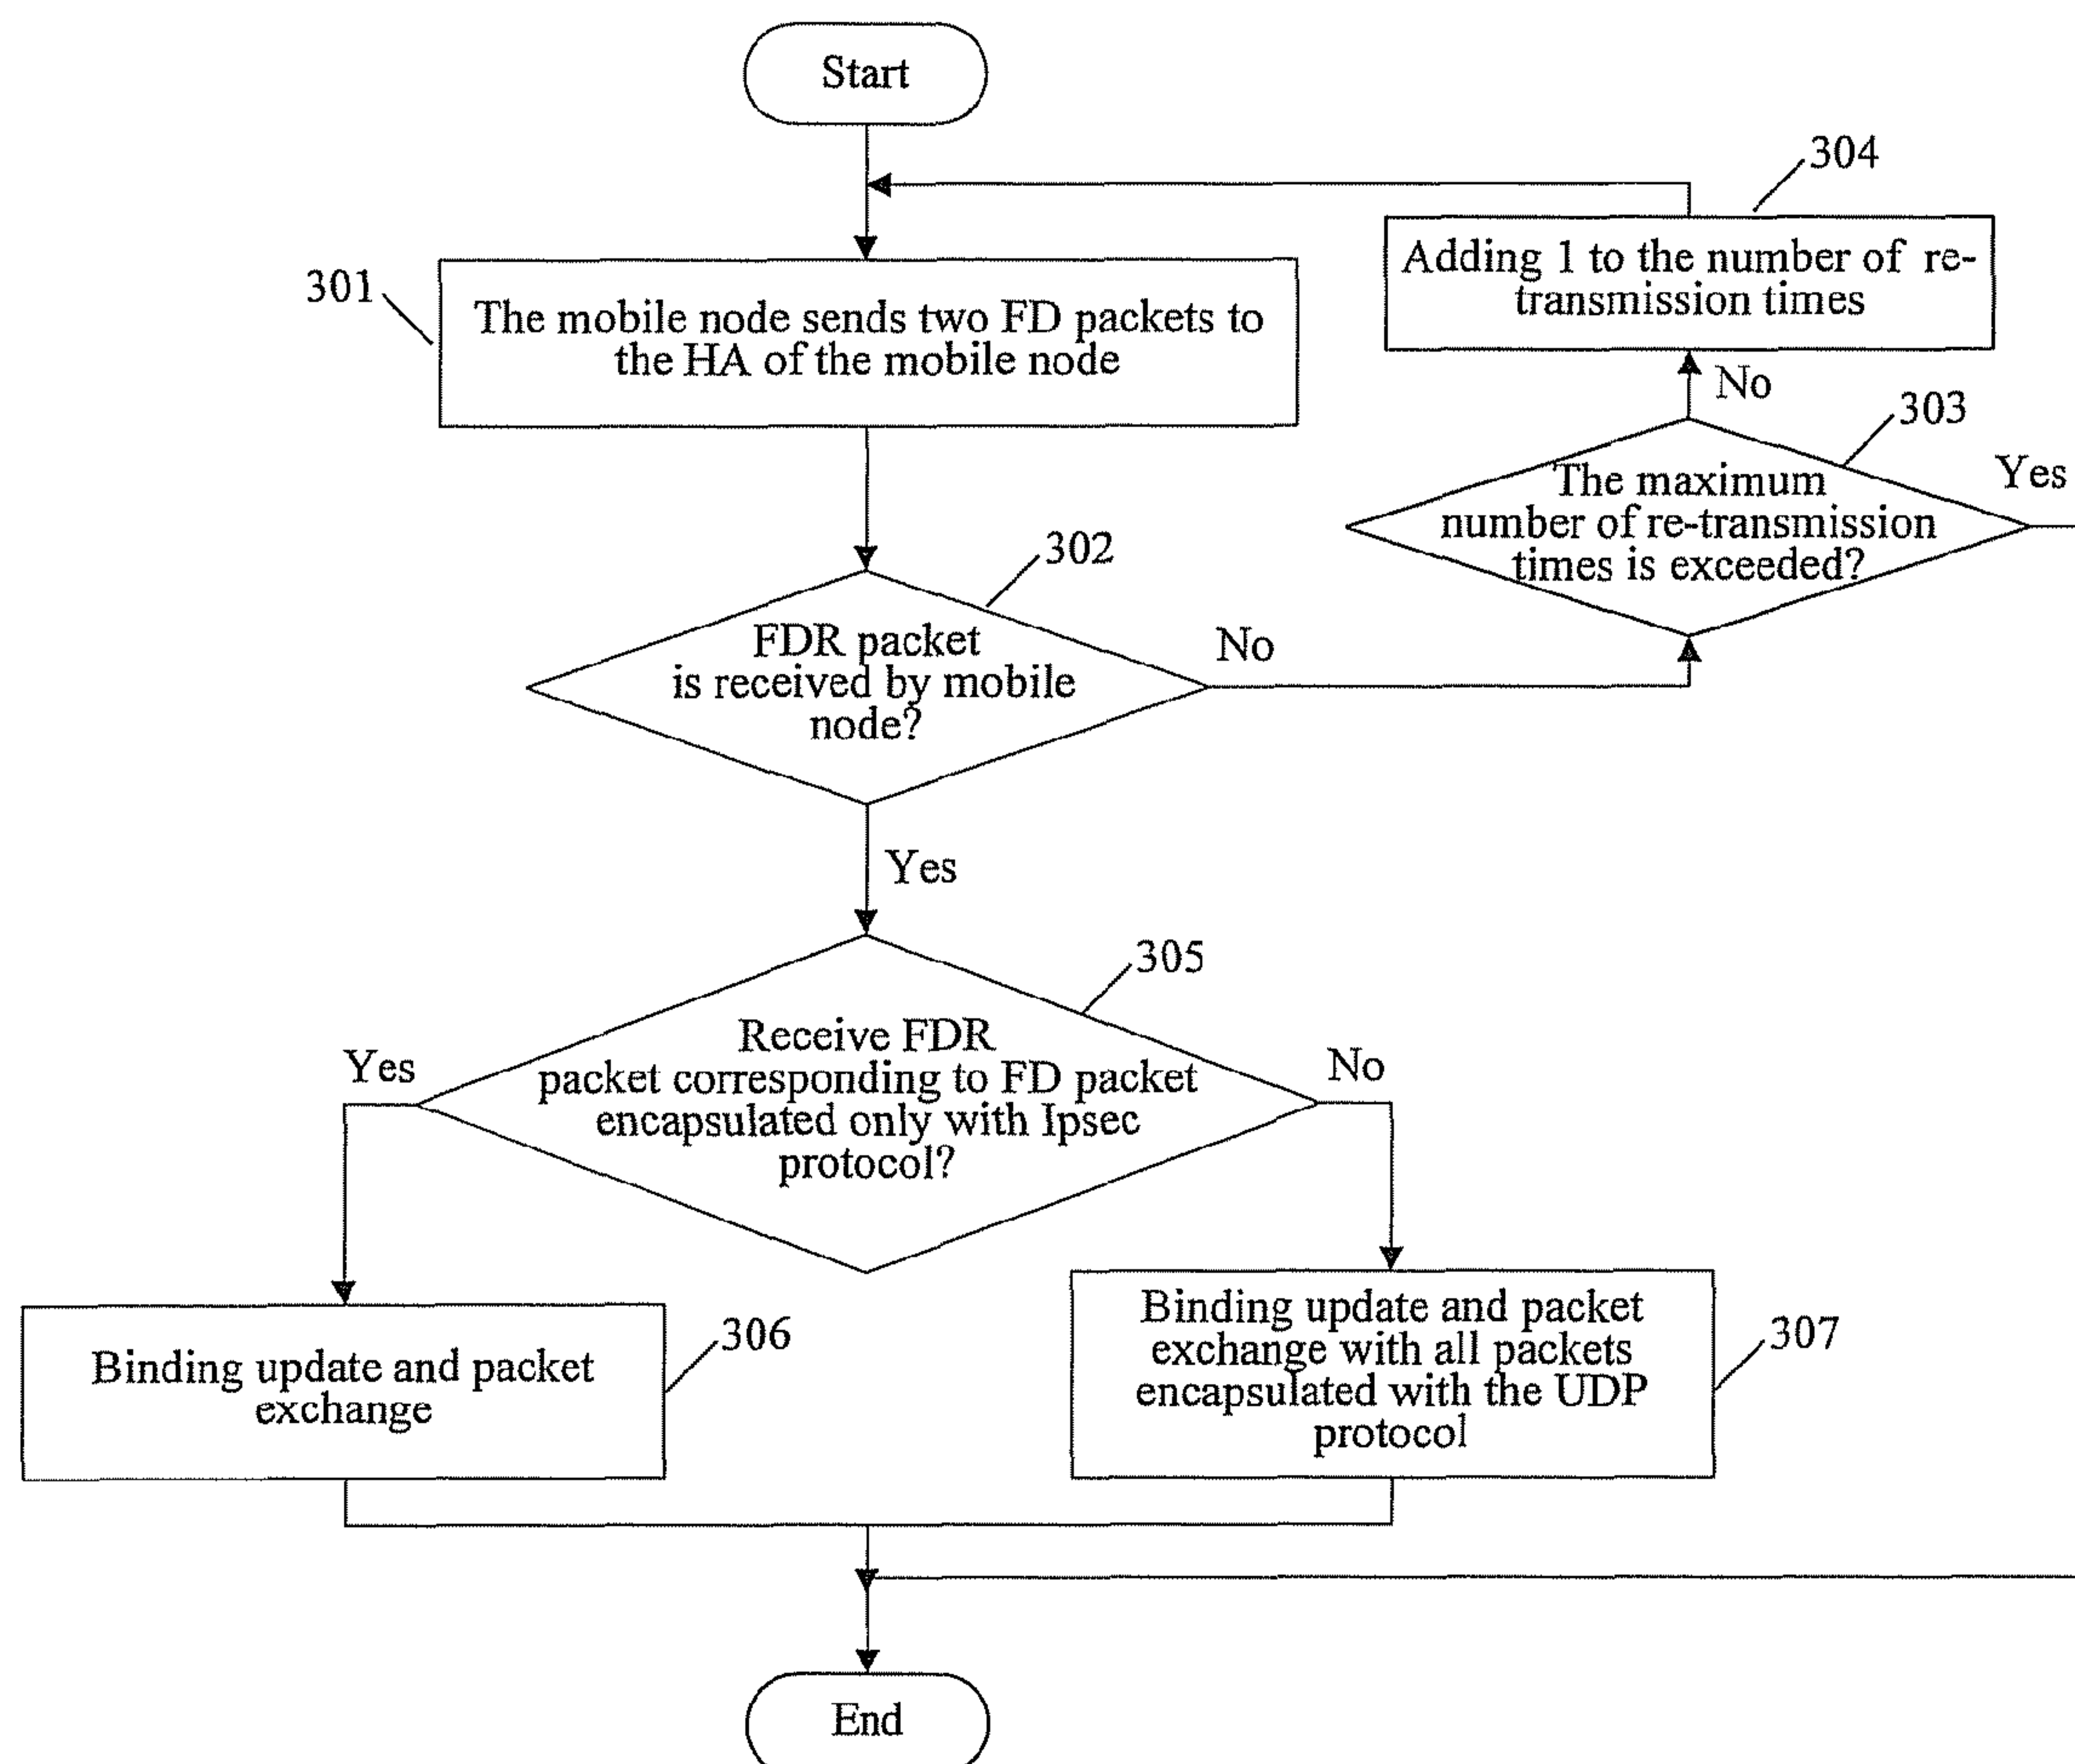 Start
304
Adding 1 to the number of re-
transmission times
301
The mobile node sends two FD packets to
the HA of the mobile node
No
303
The maximum
number of re-transmission
times is exceeded?
Yes
302
FDR packet
is received by mobile
node?
No
Yes
305
Receive FDR
packet corresponding to FD packet
encapsulated only with Ipsec
protocol?
Yes
No
Binding update and packet
exchange
306
Binding update and packet
exchange with all packets
encapsulated with the UDP
protocol
307
End